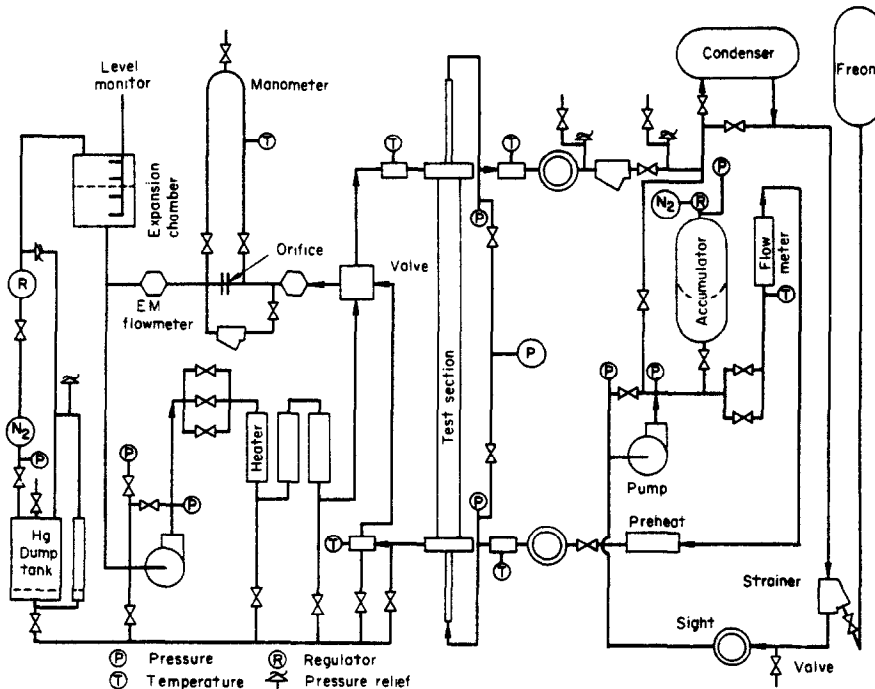 Condenser
Freon
Level
monitor
Manometer
T
T
T
P
N2
R
Expansion
chamber
Orifice
Valve
P
Accumulator
Flow
meter
T
R
EM
flowmeter
P
P
P
Test section
N2
P
Heater
Pump
P
P
Hg
Dump
tank
T
Preheat
T
Strainer
Sight
Valve
P Pressure
R Regulator
T Temperature
Pressure relief
P